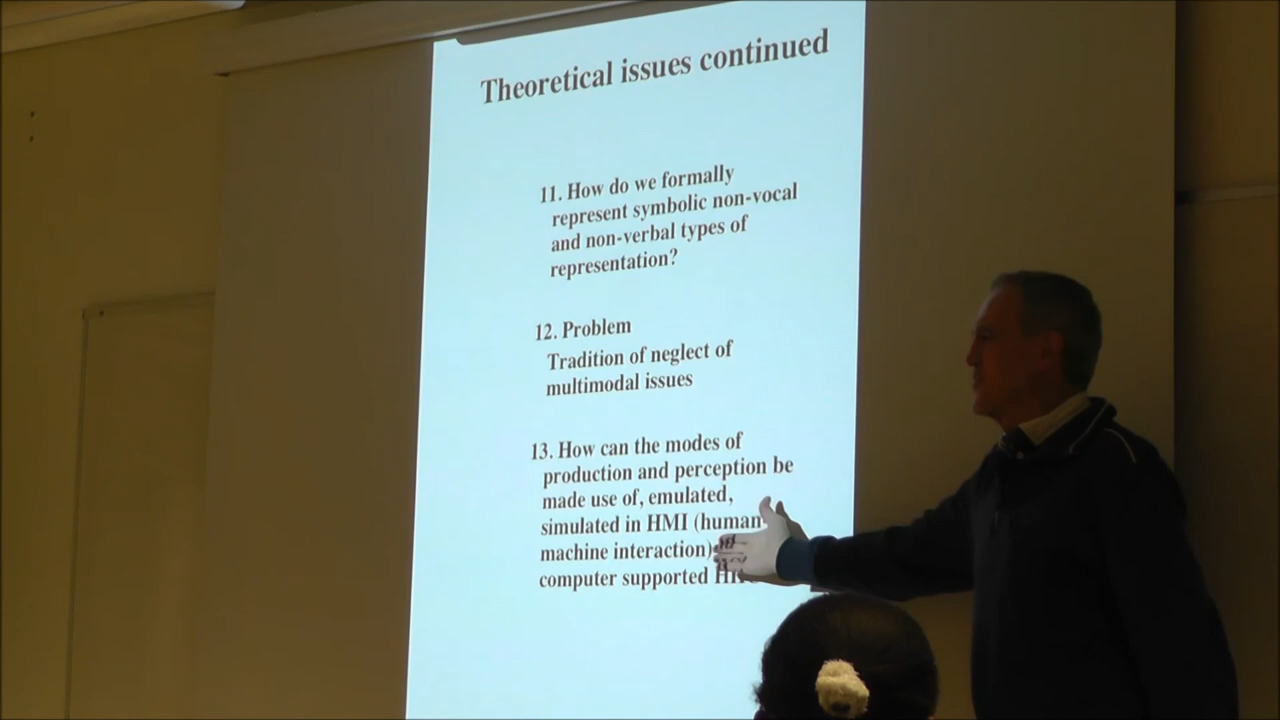 Theoretical issues continued
11. How do we formally
represent symbolic non-vocal
and non-verbal types of
representation?
12. Problem
Tradition of neglect of
multimodal issues
13. How can the modes of
production and perception be
made use of, emulated,
simulated in HMI (human
machine interaction)
computer supported